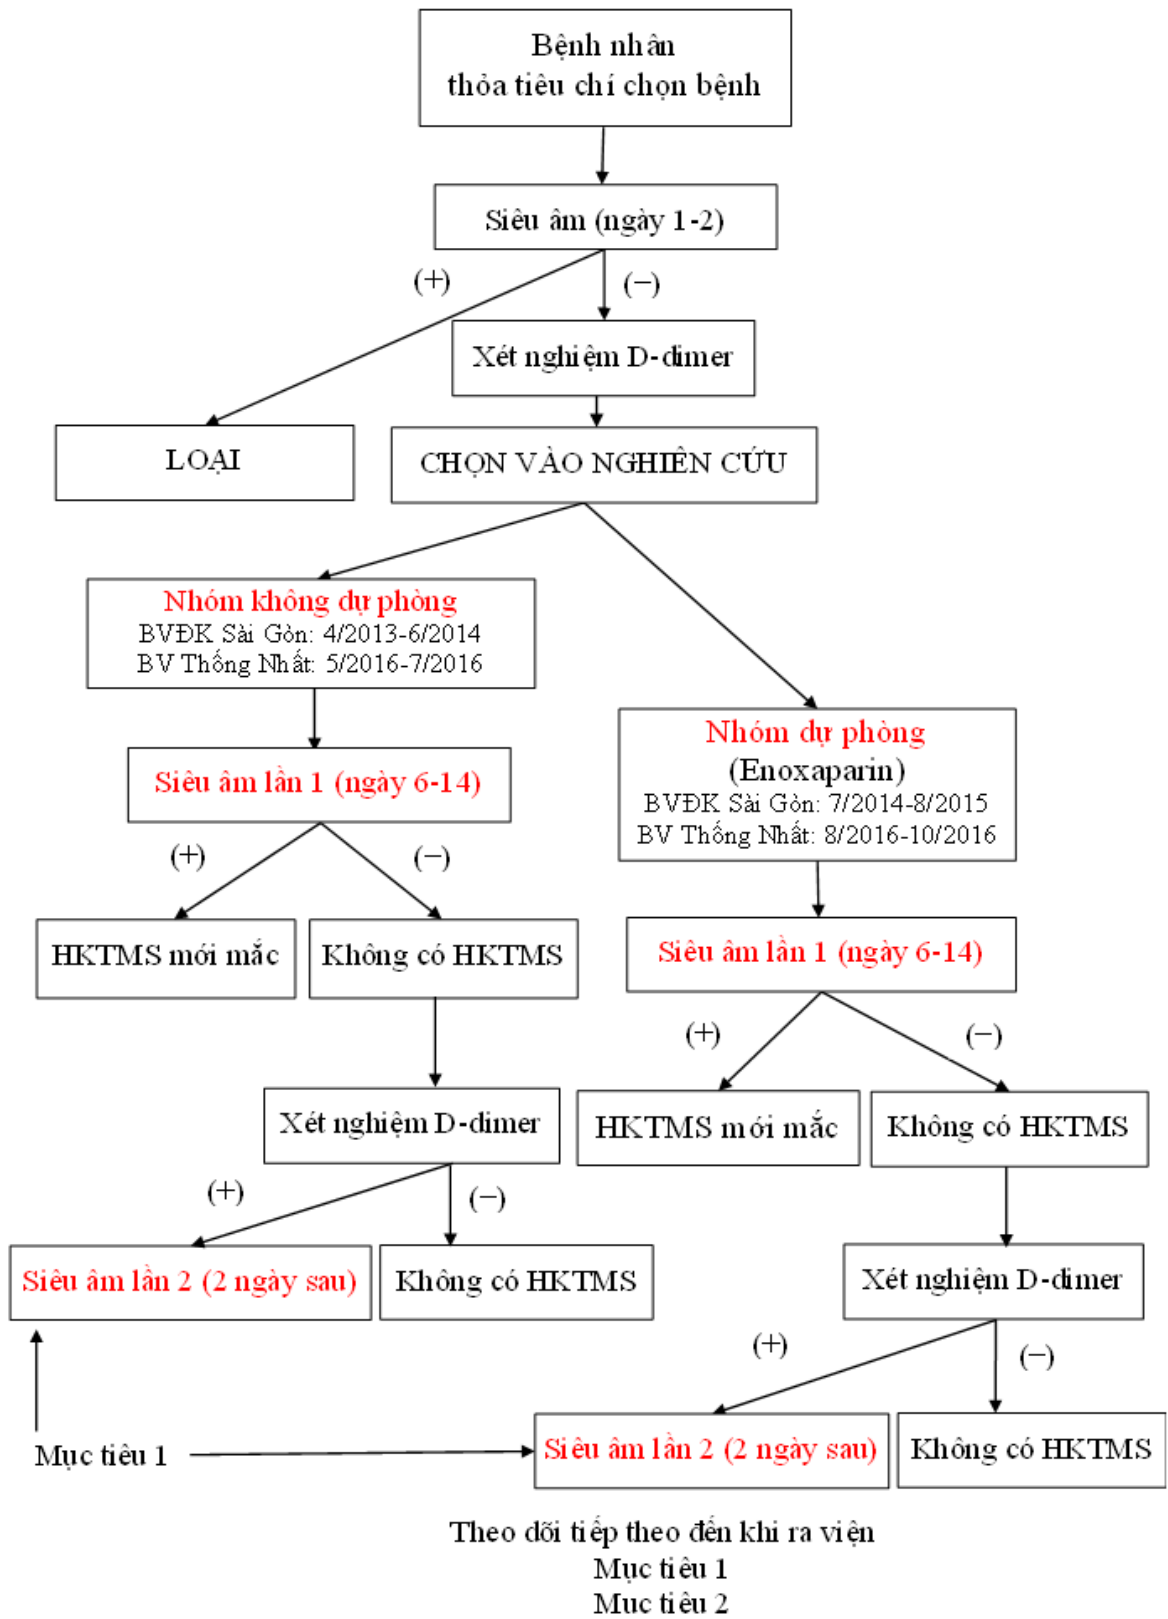 Bệnh nhân
thỏa tiêu chí chọn bệnh
Siêu âm (ngày 1-2)
(+)
(−)
Xét nghiệm D-dimer
LOẠI
CHỌN VÀO NGHIÊN CỨU
Nhóm không dự phòng
BVĐK Sài Gòn: 4/2013-6/2014
BV Thống Nhất: 5/2016-7/2016
Nhóm dự phòng
(Enoxaparin)
BVĐK Sài Gòn: 7/2014-8/2015
BV Thống Nhất: 8/2016-10/2016
Siêu âm lần 1 (ngày 6-14)
(+)
(−)
HKTMS mới mắc
Không có HKTMS
Siêu âm lần 1 (ngày 6-14)
(+)
(−)
Xét nghiệm D-dimer
HKTMS mới mắc
Không có HKTMS
(+)
(−)
Siêu âm lần 2 (2 ngày sau)
Không có HKTMS
Xét nghiệm D-dimer
(+)
(−)
Mục tiêu 1
Siêu âm lần 2 (2 ngày sau)
Không có HKTMS
Theo dõi tiếp theo đến khi ra viện
Mục tiêu 1
Mục tiêu 2